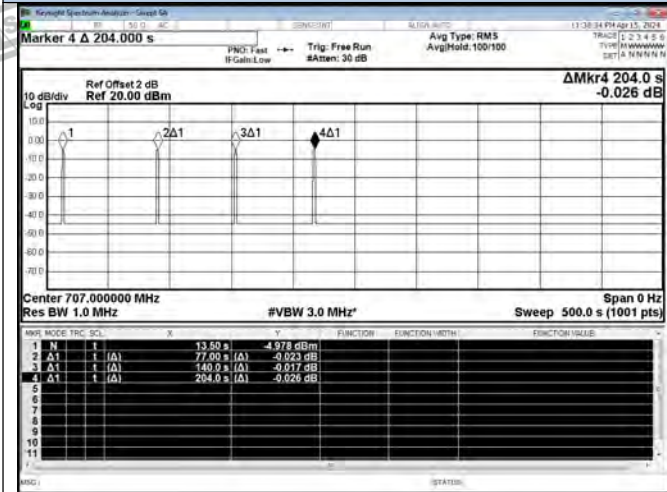 Keysight Spectrum Analyzer - Swept SA
RF 50 Ω AC SENSE:INT ALIGN AUTO 11:38:34 PM Apr 15, 2024
Marker 4 Δ 204.000 s
PNO: Fast
IFGain:Low
Trig: Free Run
#Atten: 30 dB
Avg Type: RMS
Avg|Hold: 100/100
TRACE 1 2 3 4 5 6
TYPE M WWWWW
DET A N N N N N
Ref Offset 2 dB
10 dB/div Ref 20.00 dBm
Log
ΔMkr4 204.0 s
-0.026 dB
10.0
0.00
-10.0
-20.0
-30.0
-40.0
-50.0
-60.0
-70.0
1
2Δ1
3Δ1
4Δ1
Center 707.000000 MHz Span 0 Hz
Res BW 1.0 MHz #VBW 3.0 MHz* Sweep 500.0 s (1001 pts)
MKR MODE TRC SCL X Y FUNCTION FUNCTION WIDTH FUNCTION VALUE
1 N t 13.50 s -4.978 dBm
2 Δ1 t (Δ) 77.00 s (Δ) -0.023 dB
3 Δ1 t (Δ) 140.0 s (Δ) -0.017 dB
4 Δ1 t (Δ) 204.0 s (Δ) -0.026 dB
5
6
7
8
9
10
11
MSG STATUS